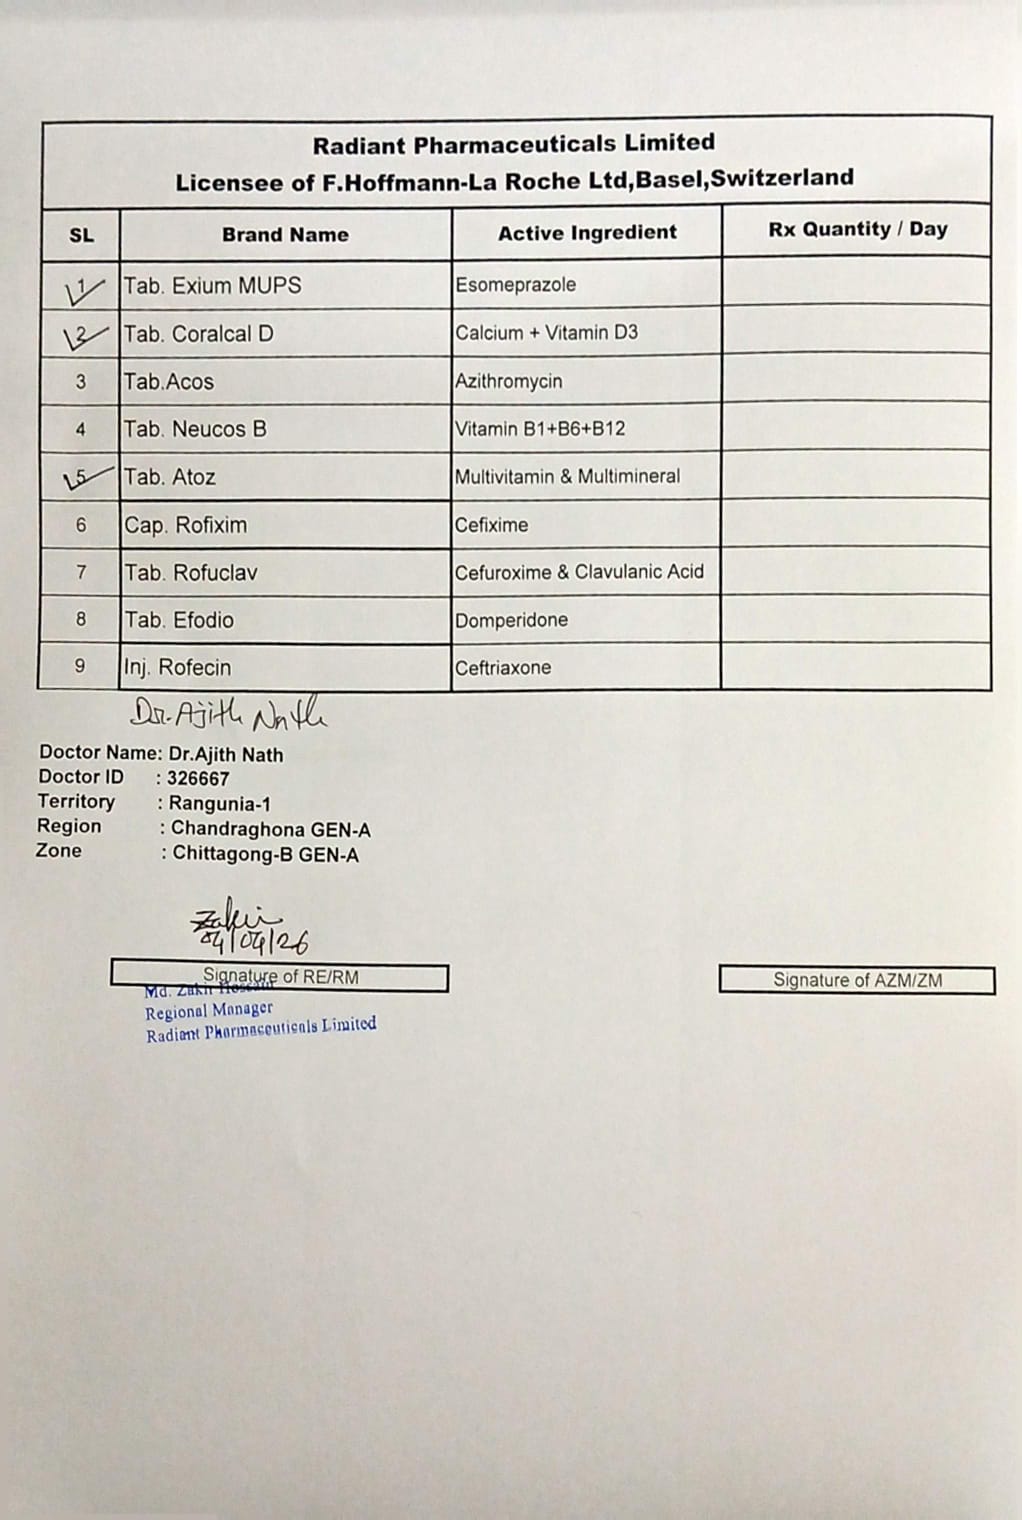 Radiant Pharmaceuticals Limited
Licensee of F.Hoffmann-La Roche Ltd,Basel,Switzerland
SL Brand Name Active Ingredient Rx Quantity / Day
1 Tab. Exium MUPS Esomeprazole
2 Tab. Coralcal D Calcium + Vitamin D3
3 Tab.Acos Azithromycin
4 Tab. Neucos B Vitamin B1+B6+B12
5 Tab. Atoz Multivitamin & Multimineral
6 Cap. Rofixim Cefixime
7 Tab. Rofuclav Cefuroxime & Clavulanic Acid
8 Tab. Efodio Domperidone
9 Inj. Rofecin Ceftriaxone
Dr. Ajith Nath
Doctor Name: Dr.Ajith Nath
Doctor ID : 326667
Territory : Rangunia-1
Region : Chandraghona GEN-A
Zone : Chittagong-B GEN-A
Zakir
04/04/26
Signature of RE/RM Signature of AZM/ZM
Md. Zakir Hossain
Regional Manager
Radiant Pharmaceuticals Limited